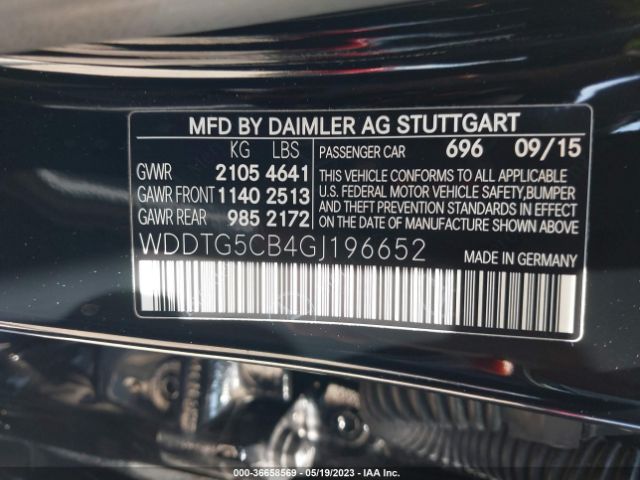 MFD BY DAIMLER AG STUTTGART
KG LBS
GVWR 2105 4641
GAWR FRONT 1140 2513
GAWR REAR 985 2172
PASSENGER CAR 696 09/15
THIS VEHICLE CONFORMS TO ALL APPLICABLE
U.S. FEDERAL MOTOR VEHICLE SAFETY,BUMPER
AND THEFT PREVENTION STANDARDS IN EFFECT
ON THE DATE OF MANUFACTURE SHOWN ABOVE.
WDDTG5CB4GJ196652
MADE IN GERMANY
000-36658569 - 05/19/2023 - IAA Inc.